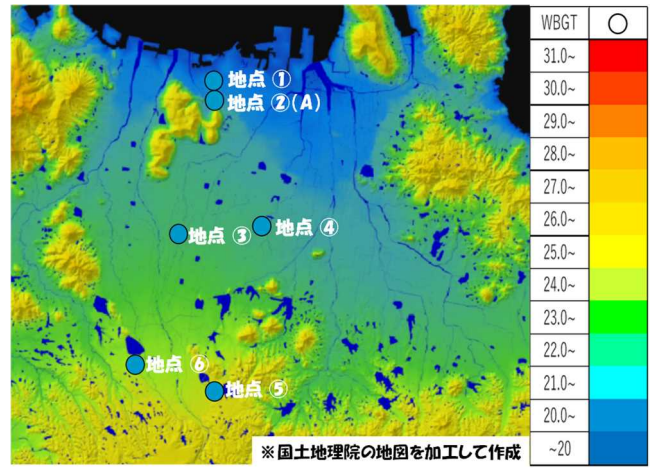 地点 ①
地点 ②(A)
地点 ③
地点 ④
地点 ⑥
地点 ⑤
※国土地理院の地図を加工して作成
WBGT ○
31.0~
30.0~
29.0~
28.0~
27.0~
26.0~
25.0~
24.0~
23.0~
22.0~
21.0~
20.0~
~20